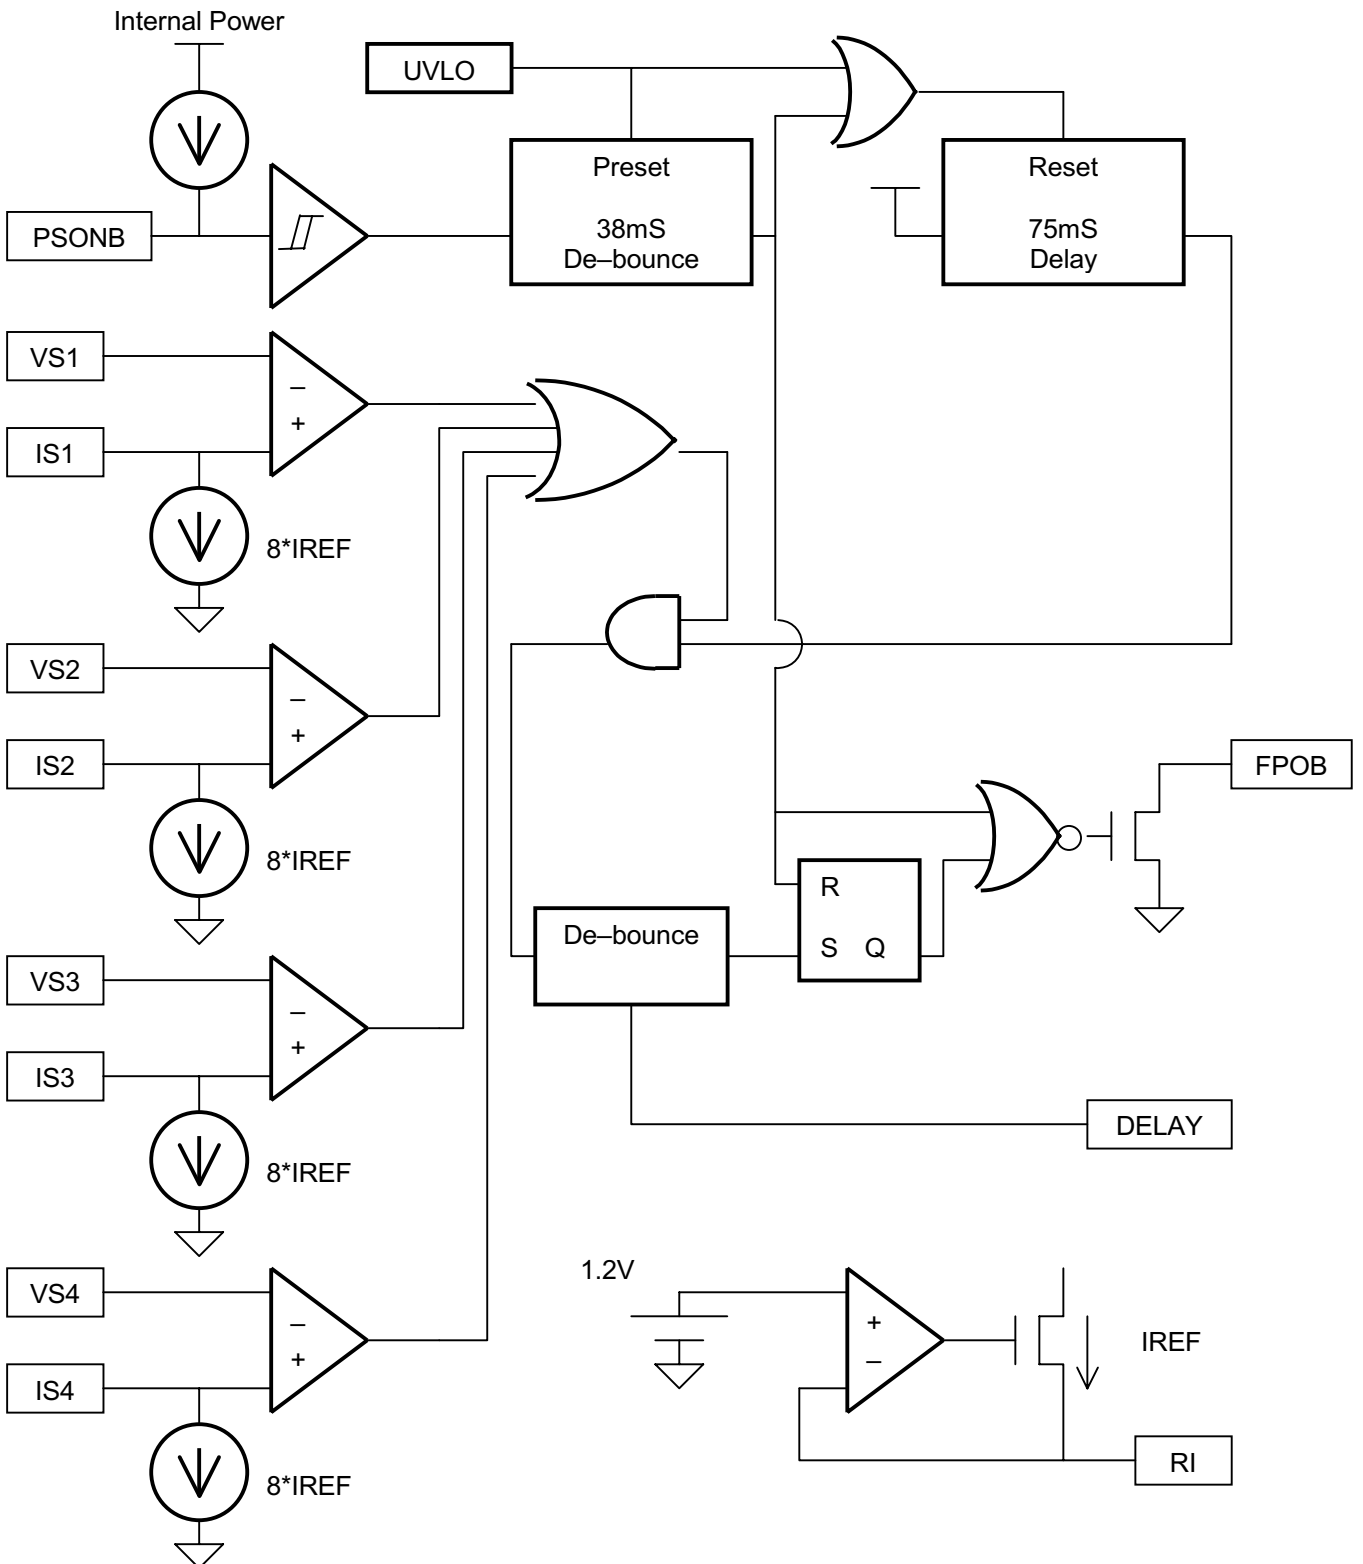 Internal Power
UVLO
Preset
38mS
De–bounce
Reset
75mS
Delay
PSONB
VS1
–
+
IS1
8*IREF
VS2
–
+
IS2
8*IREF
FPOB
R
S Q
De–bounce
VS3
–
+
IS3
8*IREF
DELAY
VS4
–
+
IS4
8*IREF
1.2V
+
–
IREF
RI